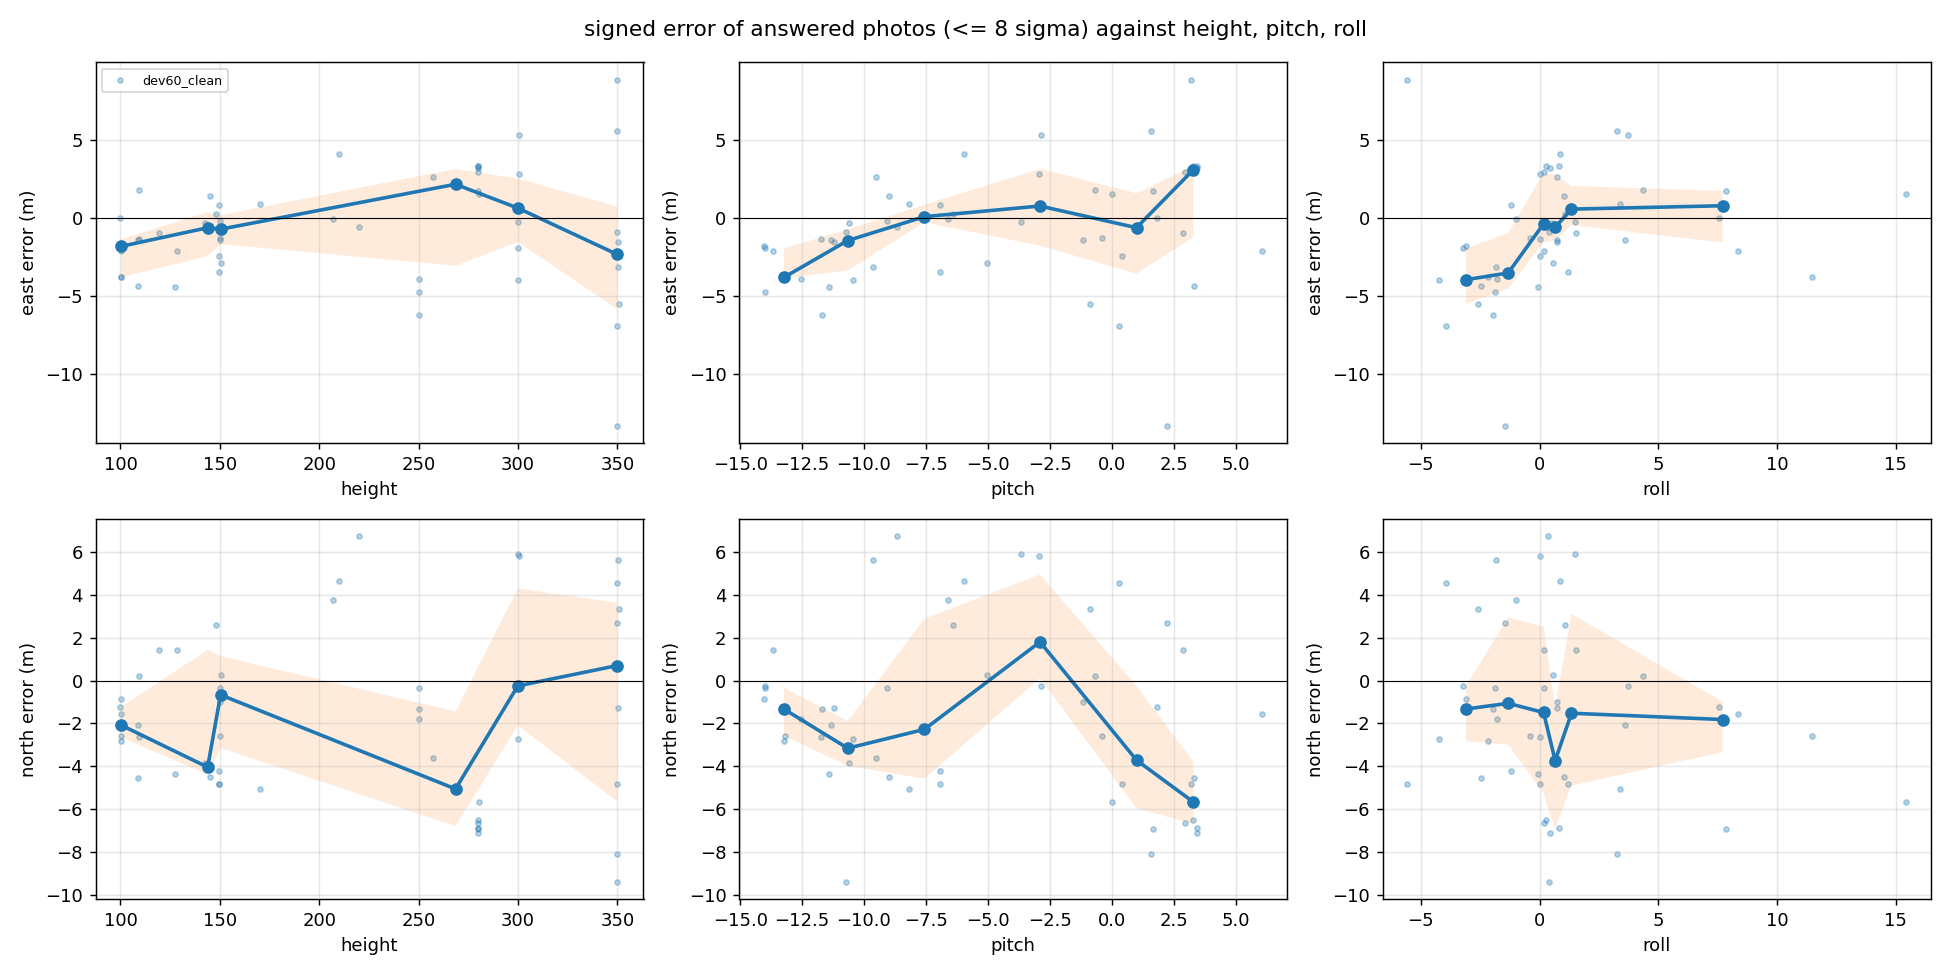 signed error of answered photos (<= 8 sigma) against height, pitch, roll
dev60_clean
east error (m)
5
0
−5
−10
100 150 200 250 300 350
height
east error (m)
5
0
−5
−10
−15.0 −12.5 −10.0 −7.5 −5.0 −2.5 0.0 2.5 5.0
pitch
east error (m)
5
0
−5
−10
−5 0 5 10 15
roll
north error (m)
6
4
2
0
−2
−4
−6
−8
−10
100 150 200 250 300 350
height
north error (m)
6
4
2
0
−2
−4
−6
−8
−10
−15.0 −12.5 −10.0 −7.5 −5.0 −2.5 0.0 2.5 5.0
pitch
north error (m)
6
4
2
0
−2
−4
−6
−8
−10
−5 0 5 10 15
roll